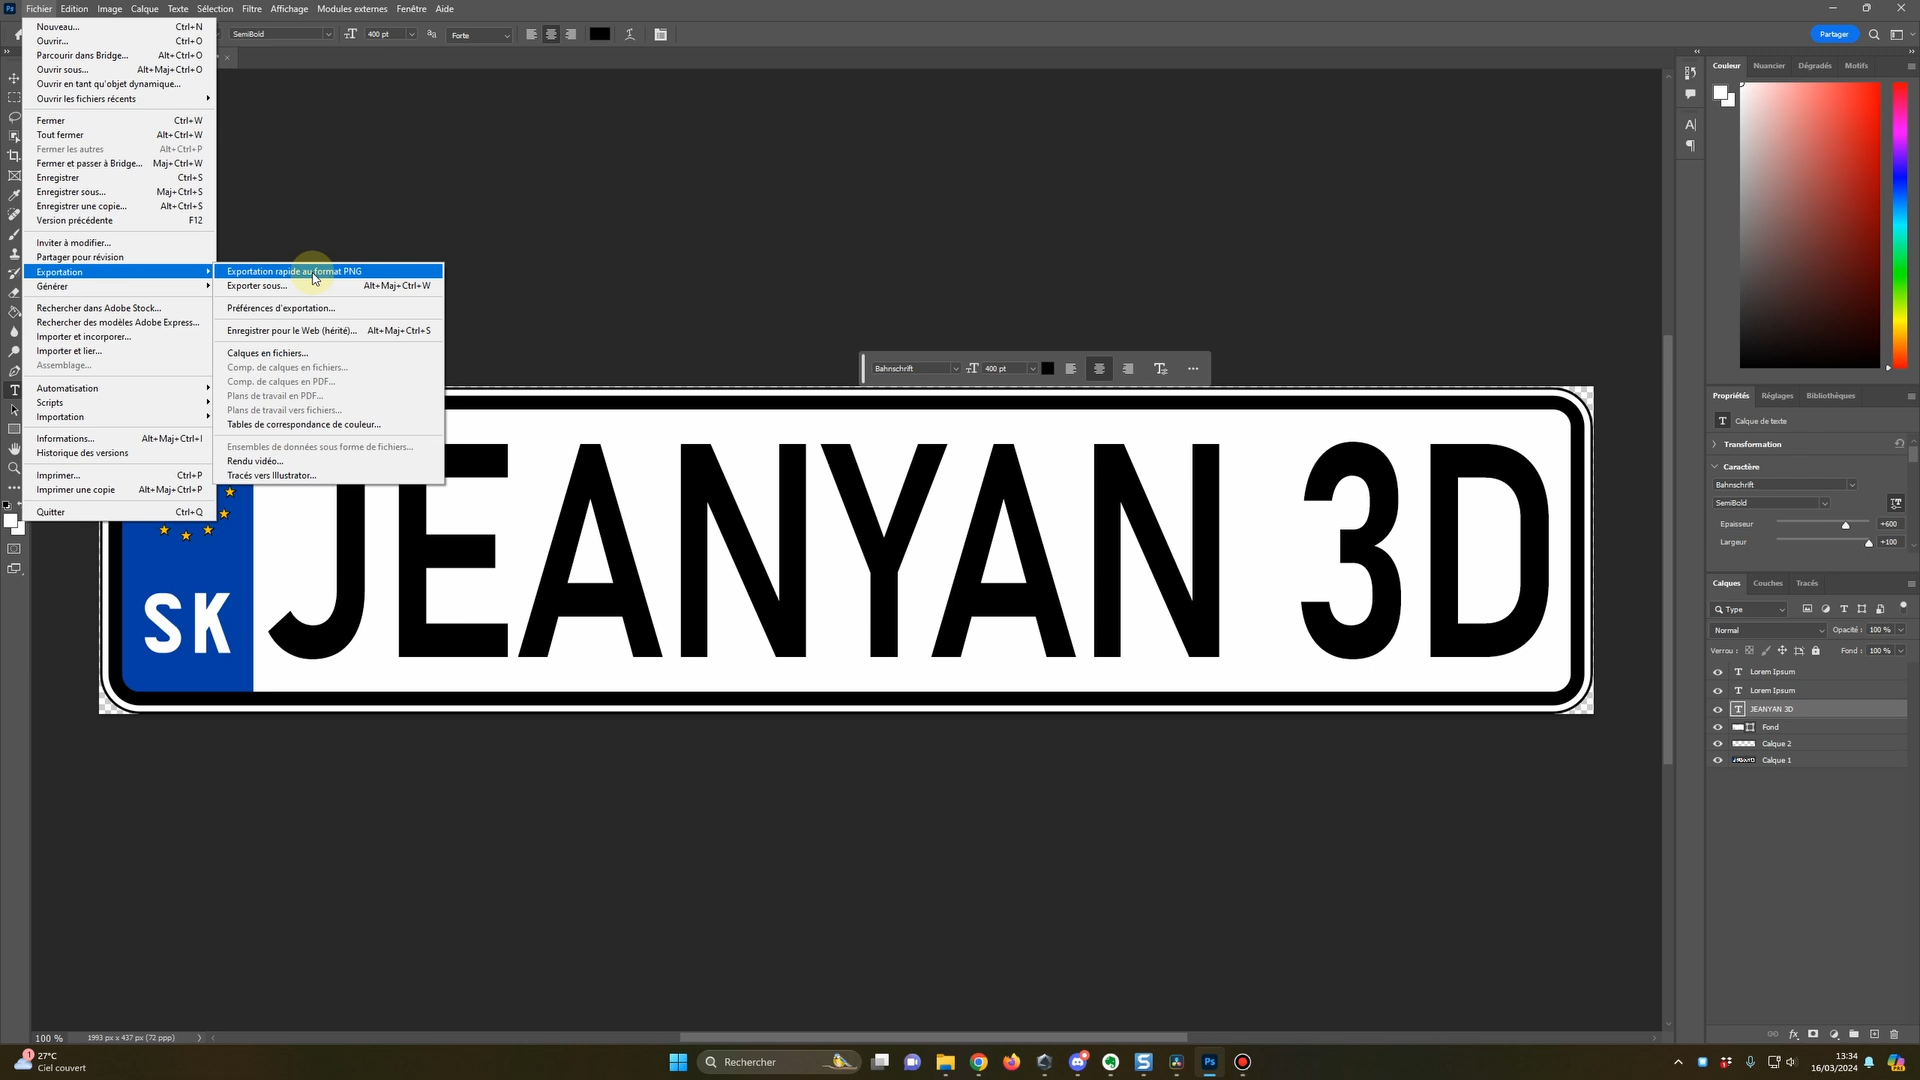 Fichier Edition Image Calque Texte Sélection Filtre Affichage Modules externes Fenêtre Aide
SemiBold 400 pt Forte
Partager
Nouveau... Ctrl+N
Ouvrir... Ctrl+O
Parcourir dans Bridge... Alt+Ctrl+O
Ouvrir sous... Alt+Maj+Ctrl+O
Ouvrir en tant qu'objet dynamique...
Ouvrir les fichiers récents
Fermer Ctrl+W
Tout fermer Alt+Ctrl+W
Fermer les autres Alt+Ctrl+P
Fermer et passer à Bridge... Maj+Ctrl+W
Enregistrer Ctrl+S
Enregistrer sous... Maj+Ctrl+S
Enregistrer une copie... Alt+Ctrl+S
Version précédente F12
Inviter à modifier...
Partager pour révision
Exportation
Générer
Rechercher dans Adobe Stock...
Rechercher des modèles Adobe Express...
Importer et incorporer...
Importer et lier...
Assemblage...
Automatisation
Scripts
Importation
Informations... Alt+Maj+Ctrl+I
Historique des versions
Imprimer... Ctrl+P
Imprimer une copie Alt+Maj+Ctrl+P
Quitter Ctrl+Q
Exportation rapide au format PNG
Exporter sous... Alt+Maj+Ctrl+W
Préférences d'exportation...
Enregistrer pour le Web (hérité)... Alt+Maj+Ctrl+S
Calques en fichiers...
Comp. de calques en fichiers...
Comp. de calques en PDF...
Plans de travail en PDF...
Plans de travail vers fichiers...
Tables de correspondance de couleur...
Ensembles de données sous forme de fichiers...
Rendu vidéo...
Tracés vers Illustrator...
Bahnschrift 400 pt
SK
JEANYAN 3D
Couleur Nuancier Dégradés Motifs
Propriétés Réglages Bibliothèques
Calque de texte
Transformation
Caractère
Bahnschrift
SemiBold
Epaisseur +600
Largeur +100
Calques Couches Tracés
Type
Normal Opacité : 100 %
Verrou : Fond : 100 %
Lorem Ipsum
Lorem Ipsum
JEANYAN 3D
Fond
Calque 2
Calque 1
100 % 1993 px x 437 px (72 ppp)
1
27°C
Ciel couvert
Rechercher
13:34
16/03/2024